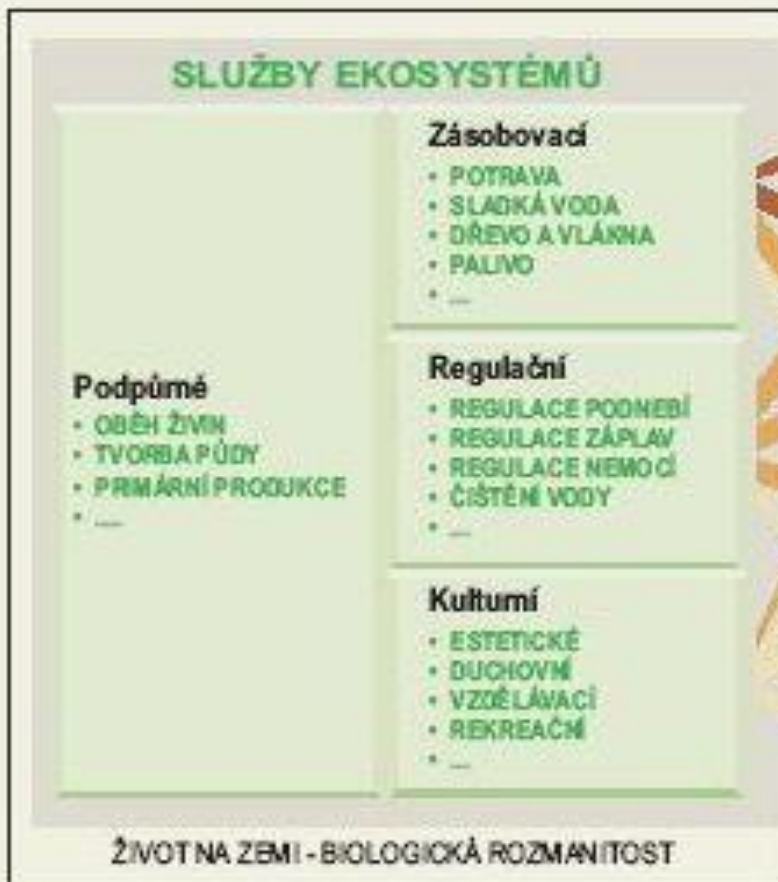 SLUŽBY EKOSYSTÉMŮ
Podpůrné
• OBĚH ŽIVIN
• TVORBA PŮDY
• PRIMÁRNÍ PRODUKCE
• ....
Zásobovací
• POTRAVA
• SLADKÁ VODA
• DŘEVO A VLÁKNA
• PALIVO
• ...
Regulační
• REGULACE PODNEBÍ
• REGULACE ZÁPLAV
• REGULACE NEMOCÍ
• ČIŠTĚNÍ VODY
• ...
Kulturní
• ESTETICKÉ
• DUCHOVNÍ
• VZDĚLÁVACÍ
• REKREAČNÍ
• ...
ŽIVOT NA ZEMI - BIOLOGICKÁ ROZMANITOST